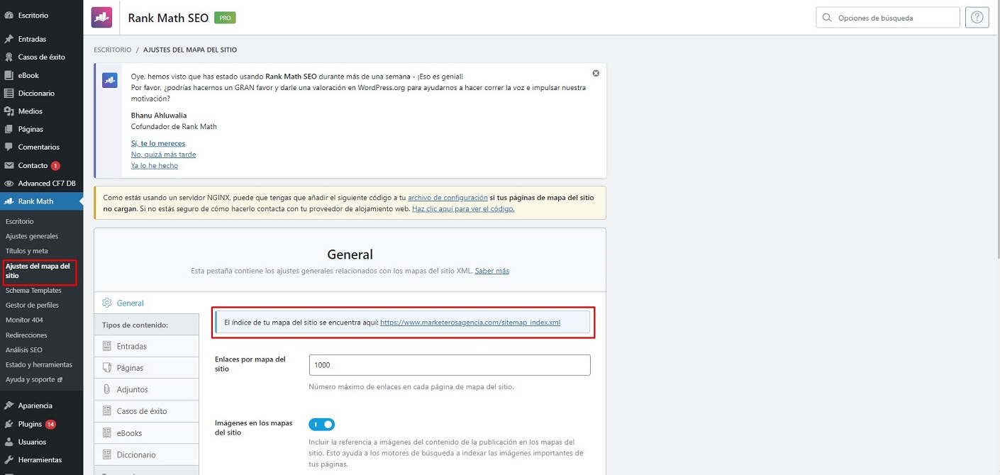 Escritorio
Entradas
Casos de éxito
eBook
Diccionario
Medios
Páginas
Comentarios
Contacto 1
Advanced CF7 DB
Rank Math
Escritorio
Ajustes generales
Títulos y meta
Ajustes del mapa del
sitio
Schema Templates
Gestor de perfiles
Monitor 404
Redirecciones
Análisis SEO
Estado y herramientas
Ayuda y soporte
Apariencia
Plugins 14
Usuarios
Herramientas
Rank Math SEO PRO
Opciones de búsqueda
?
ESCRITORIO / AJUSTES DEL MAPA DEL SITIO
Oye, hemos visto que has estado usando Rank Math SEO durante más de una semana - ¡Eso es genial!
Por favor, ¿podrías hacernos un GRAN favor y darle una valoración en WordPress.org para ayudarnos a hacer correr la voz e impulsar nuestra
motivación?
Bhanu Ahluwalia
Cofundador de Rank Math
Sí, te lo mereces
No, quizá más tarde
Ya lo he hecho
Como estás usando un servidor NGINX, puede que tengas que añadir el siguiente código a tu archivo de configuración si tus páginas de mapa del sitio
no cargan. Si no estás seguro de cómo hacerlo contacta con tu proveedor de alojamiento web. Haz clic aquí para ver el código.
General
Esta pestaña contiene los ajustes generales relacionados con los mapas del sitio XML. Saber más
General
Tipos de contenido:
Entradas
Páginas
Adjuntos
Casos de éxito
eBooks
Diccionario
El índice de tu mapa del sitio se encuentra aquí: https://www.marketerosagencia.com/sitemap_index.xml
Enlaces por mapa del
sitio
1000
Número máximo de enlaces en cada página de mapa del sitio.
Imágenes en los mapas
del sitio
Incluir la referencia a imágenes del contenido de la publicación en los mapas del
sitio. Esto ayuda a los motores de búsqueda a indexar las imágenes importantes de
tus páginas.